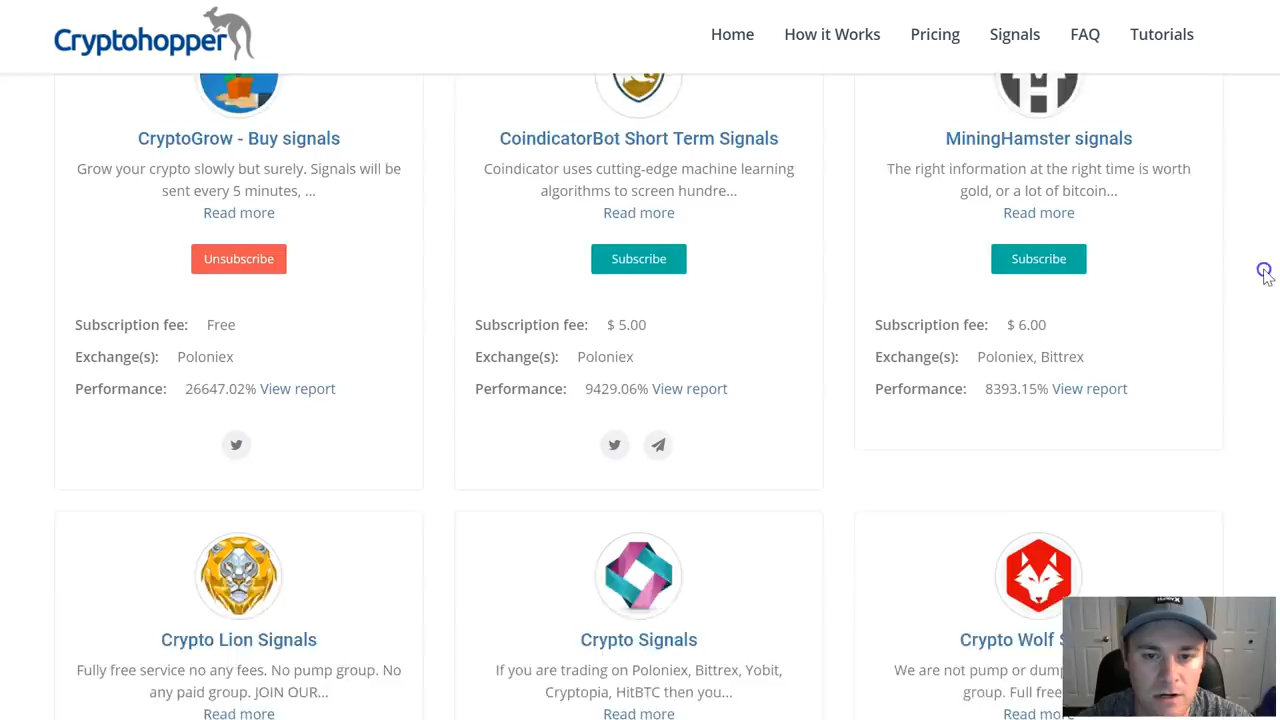 Cryptohopper
Home How it Works Pricing Signals FAQ Tutorials
CryptoGrow - Buy signals
Grow your crypto slowly but surely. Signals will be
sent every 5 minutes, ...
Read more
Unsubscribe
Subscription fee: Free
Exchange(s): Poloniex
Performance: 26647.02% View report
CoindicatorBot Short Term Signals
Coindicator uses cutting-edge machine learning
algorithms to screen hundre...
Read more
Subscribe
Subscription fee: $ 5.00
Exchange(s): Poloniex
Performance: 9429.06% View report
MiningHamster signals
The right information at the right time is worth
gold, or a lot of bitcoin...
Read more
Subscribe
Subscription fee: $ 6.00
Exchange(s): Poloniex, Bittrex
Performance: 8393.15% View report
Crypto Lion Signals
Fully free service no any fees. No pump group. No
any paid group. JOIN OUR...
Read more
Crypto Signals
If you are trading on Poloniex, Bittrex, Yobit,
Cryptopia, HitBTC then you...
Read more
Crypto Wolf S
We are not pump or dump
group. Full free
Read more